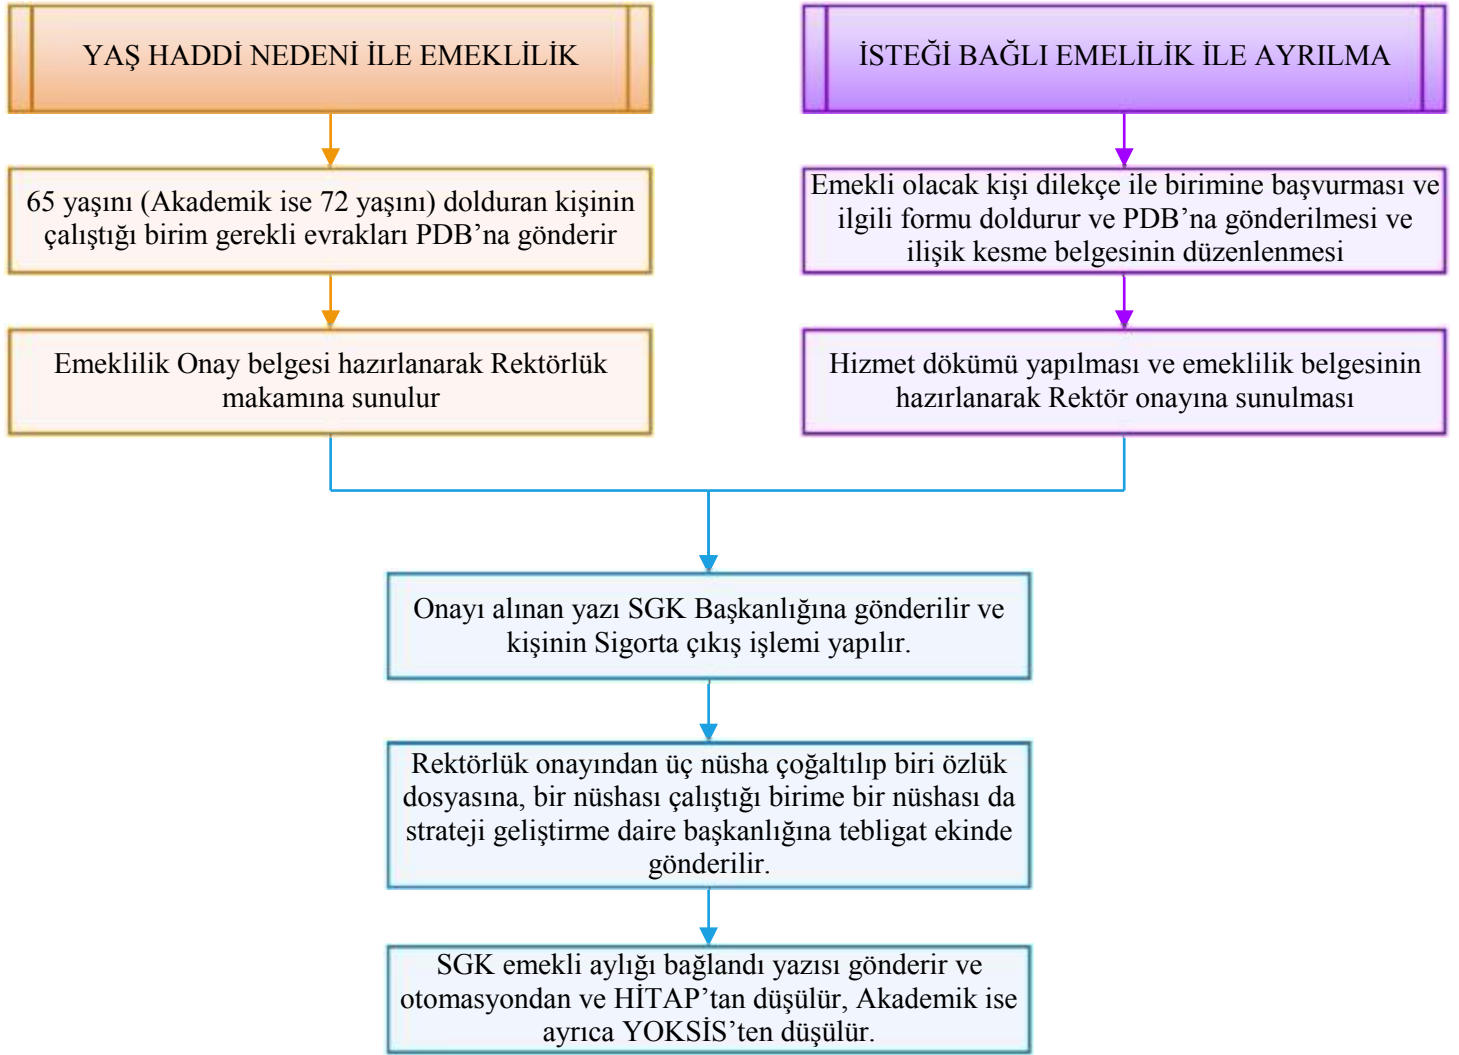 YAŞ HADDİ NEDENİ İLE EMEKLİLİK
65 yaşını (Akademik ise 72 yaşını) dolduran kişinin
çalıştığı birim gerekli evrakları PDB’na gönderir
Emeklilik Onay belgesi hazırlanarak Rektörlük
makamına sunulur
İSTEĞİ BAĞLI EMELİLİK İLE AYRILMA
Emekli olacak kişi dilekçe ile birimine başvurması ve
ilgili formu doldurur ve PDB’na gönderilmesi ve
ilişik kesme belgesinin düzenlenmesi
Hizmet dökümü yapılması ve emeklilik belgesinin
hazırlanarak Rektör onayına sunulması
Onayı alınan yazı SGK Başkanlığına gönderilir ve
kişinin Sigorta çıkış işlemi yapılır.
Rektörlük onayından üç nüsha çoğaltılıp biri özlük
dosyasına, bir nüshası çalıştığı birime bir nüshası da
strateji geliştirme daire başkanlığına tebligat ekinde
gönderilir.
SGK emekli aylığı bağlandı yazısı gönderir ve
otomasyondan ve HİTAP’tan düşülür, Akademik ise
ayrıca YOKSİS’ten düşülür.